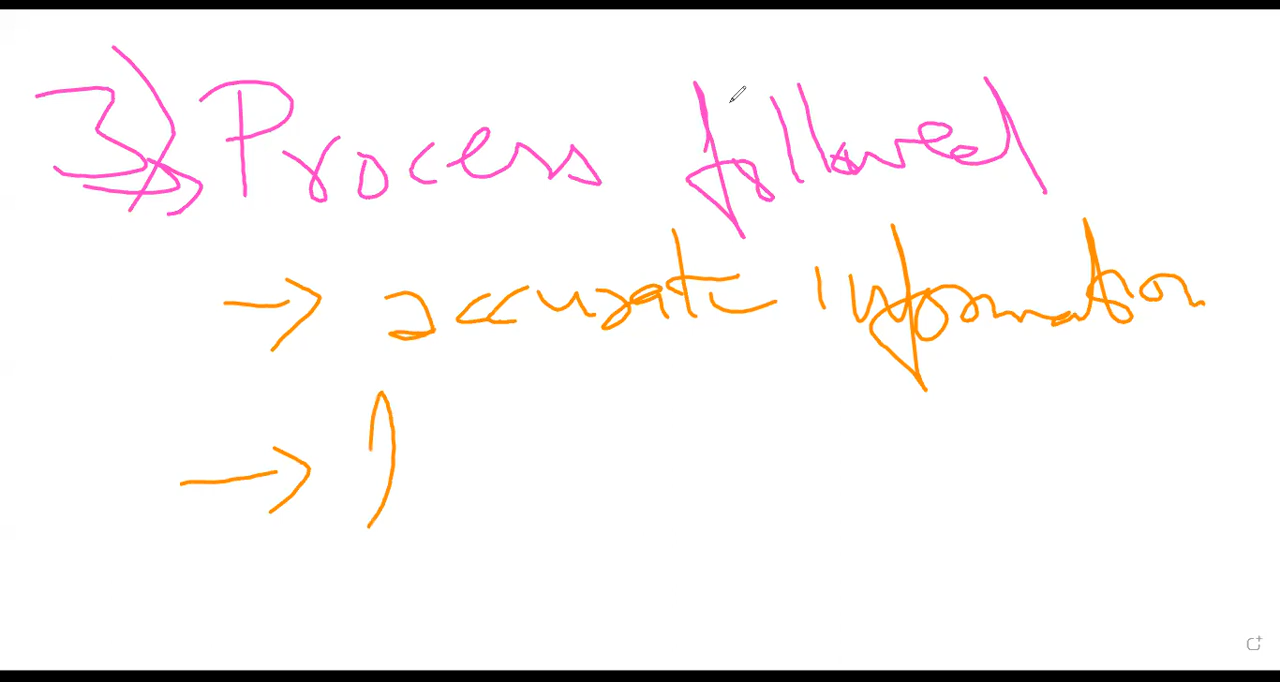 3) Process followed
→ accurate information
→